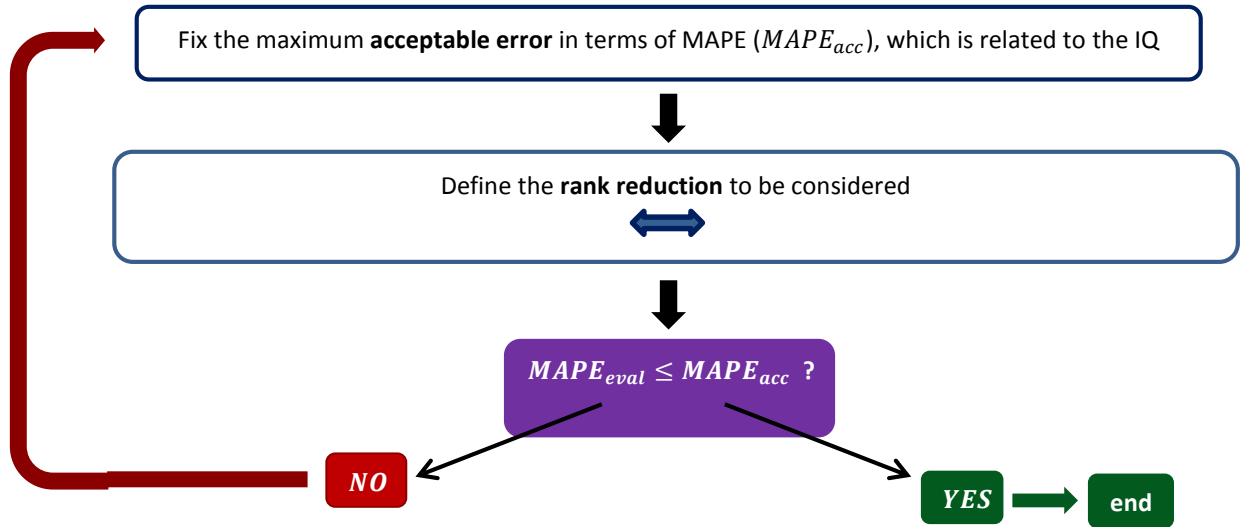 Fix the maximum acceptable error in terms of MAPE (MAPE_acc), which is related to the IQ
Define the rank reduction to be considered
MAPE_eval ≤ MAPE_acc ?
NO
YES
end